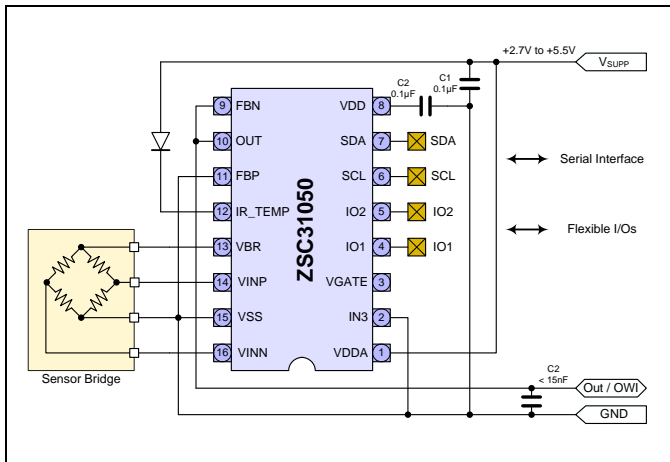 +2.7V to +5.5V
V_SUPP
C1
0.1µF
C2
0.1µF
9 FBN
VDD 8
10 OUT
SDA 7 SDA
Serial Interface
11 FBP
SCL 6 SCL
12 IR_TEMP
IO2 5 IO2
Flexible I/Os
13 VBR
IO1 4 IO1
14 VINP
VGATE 3
15 VSS
IN3 2
16 VINN
VDDA 1
ZSC31050
Sensor Bridge
C2
< 15nF
Out / OWI
GND